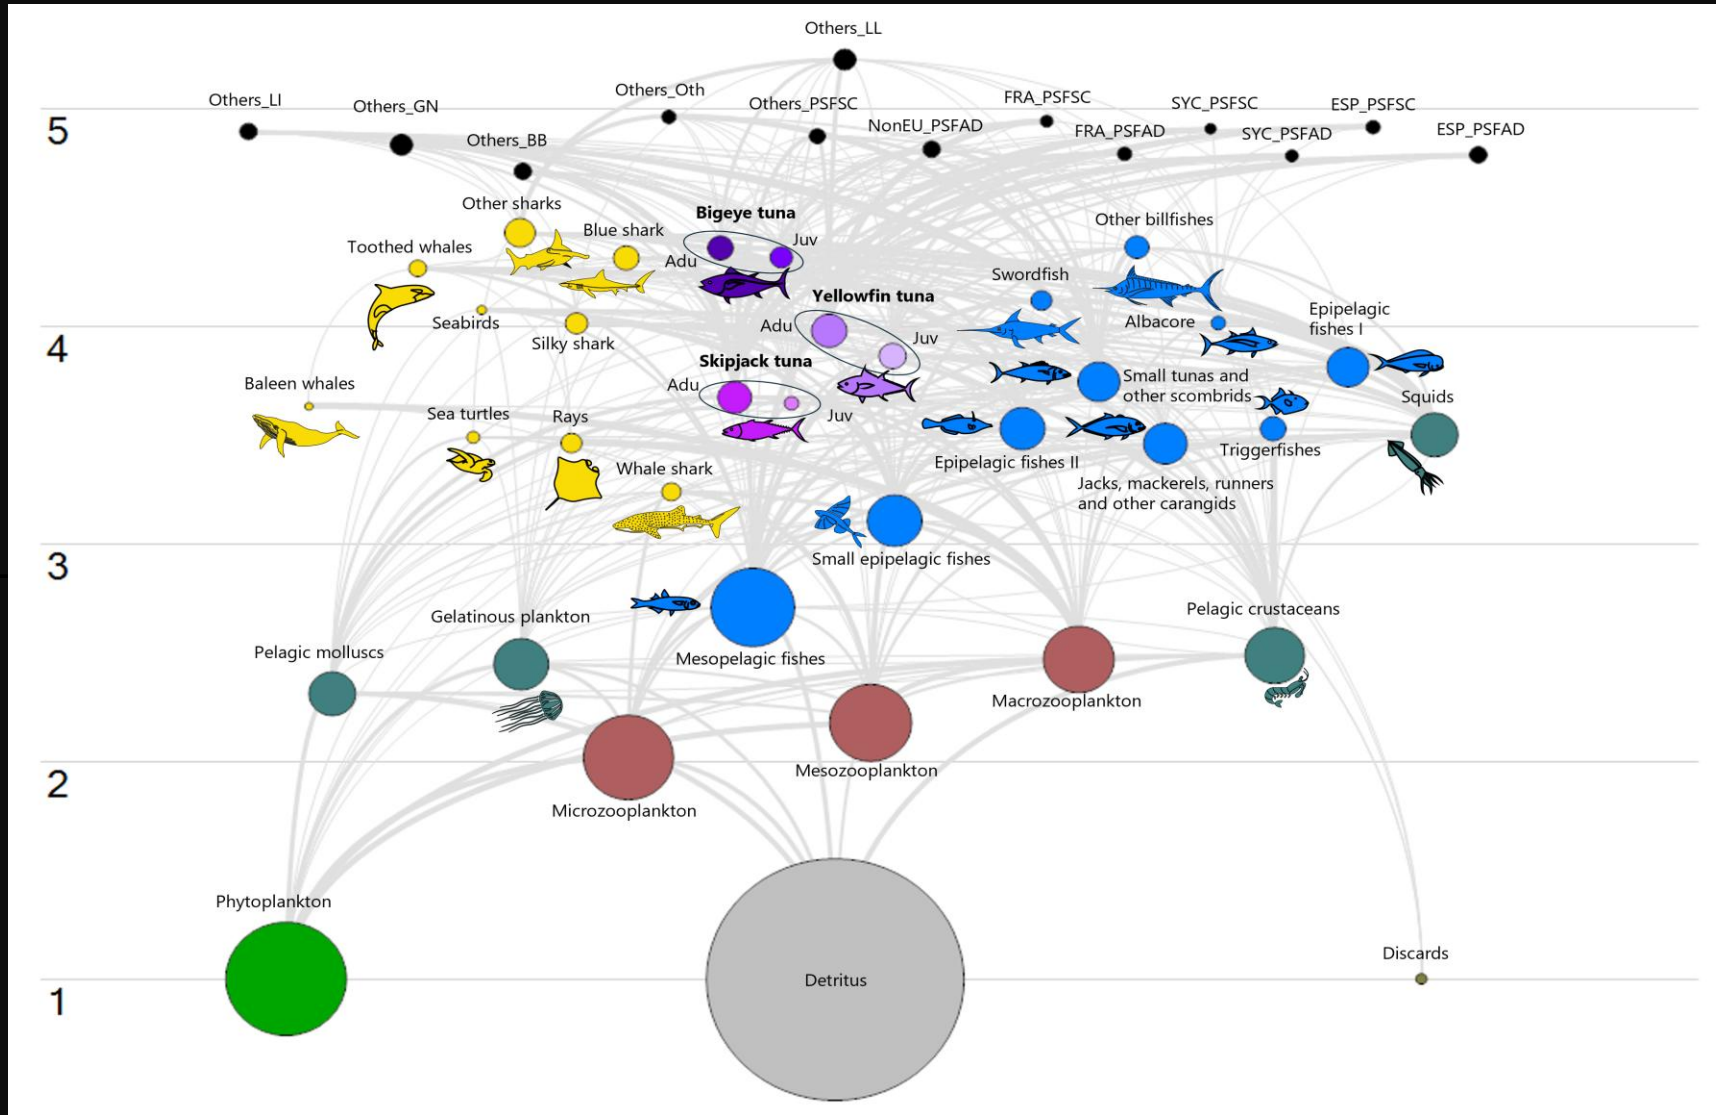 Others_LL
Others_Oth
Others_LI
Others_GN
Others_PSFSC
FRA_PSFSC
SYC_PSFSC
ESP_PSFSC
5
Others_BB
NonEU_PSFAD
FRA_PSFAD
SYC_PSFAD
ESP_PSFAD
Other sharks
Bigeye tuna
Other billfishes
Toothed whales
Blue shark
Juv
Adu
Swordfish
Yellowfin tuna
Epipelagic
fishes I
Seabirds
Adu
Albacore
4
Silky shark
Juv
Skipjack tuna
Baleen whales
Adu
Small tunas and
other scombrids
Squids
Sea turtles
Rays
Juv
Triggerfishes
Whale shark
Epipelagic fishes II
Jacks, mackerels, runners
and other carangids
3
Small epipelagic fishes
Gelatinous plankton
Pelagic crustaceans
Pelagic molluscs
Mesopelagic fishes
Macrozooplankton
2
Mesozooplankton
Microzooplankton
Phytoplankton
Discards
Detritus
1